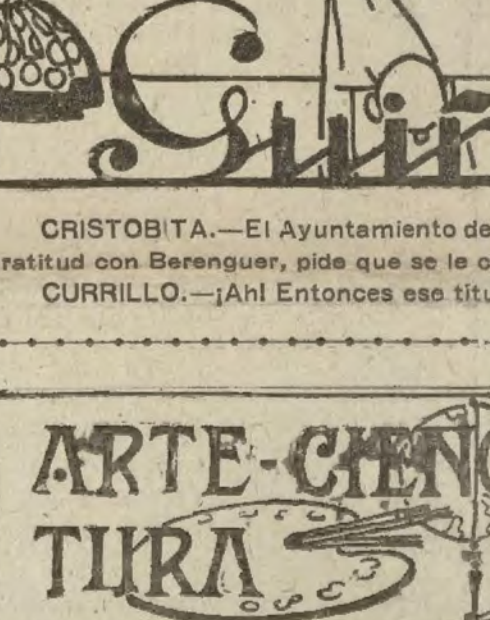 Guiñ
CRISTOBITA.—El Ayuntamiento de
ratitud con Berenguer, pide que se le c
CURRILLO.—¡Ah! Entonces ese títu
ARTE-CIENC
TURA